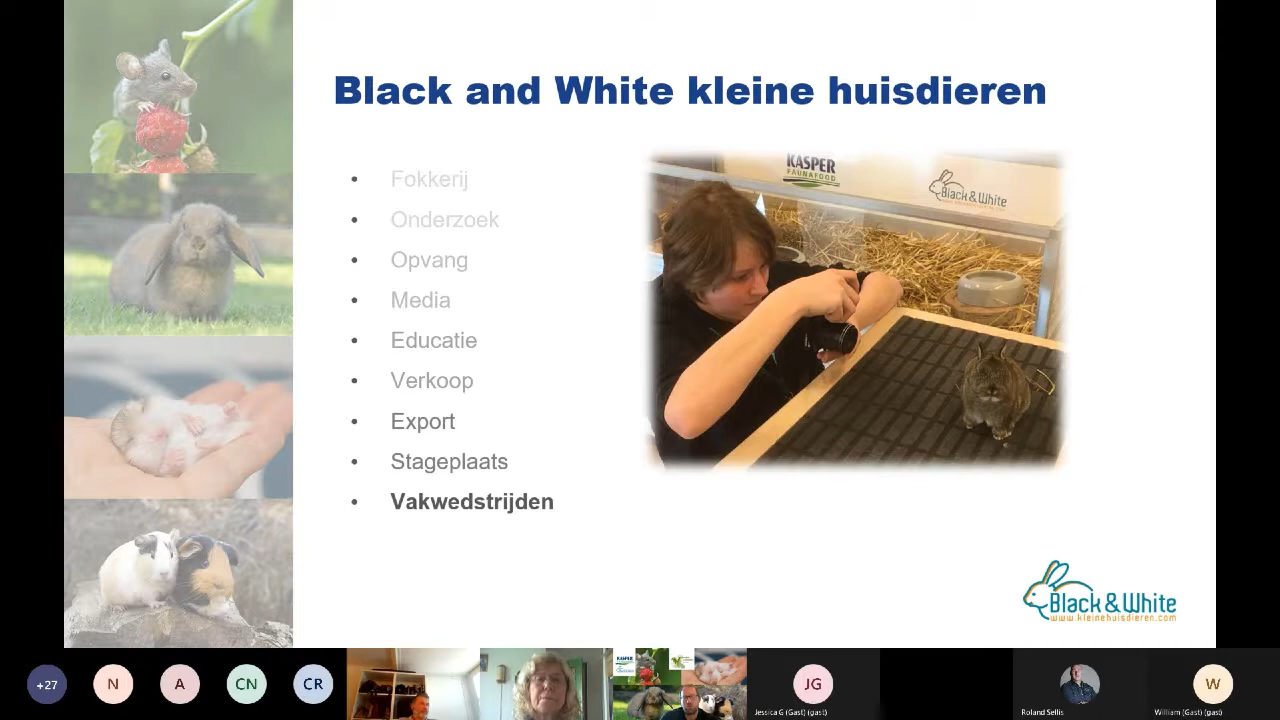 Black and White kleine huisdieren
• Fokkerij
• Onderzoek
• Opvang
• Media
• Educatie
• Verkoop
• Export
• Stageplaats
• Vakwedstrijden
KASPER
FAUNAFOOD
Black & White
Black & White
www.kleinehuisdieren.com
+27
N
A
CN
CR
KASPER
JG
Jessica G (Gast) (gast)
Roland Sellis
W
William (Gast) (gast)